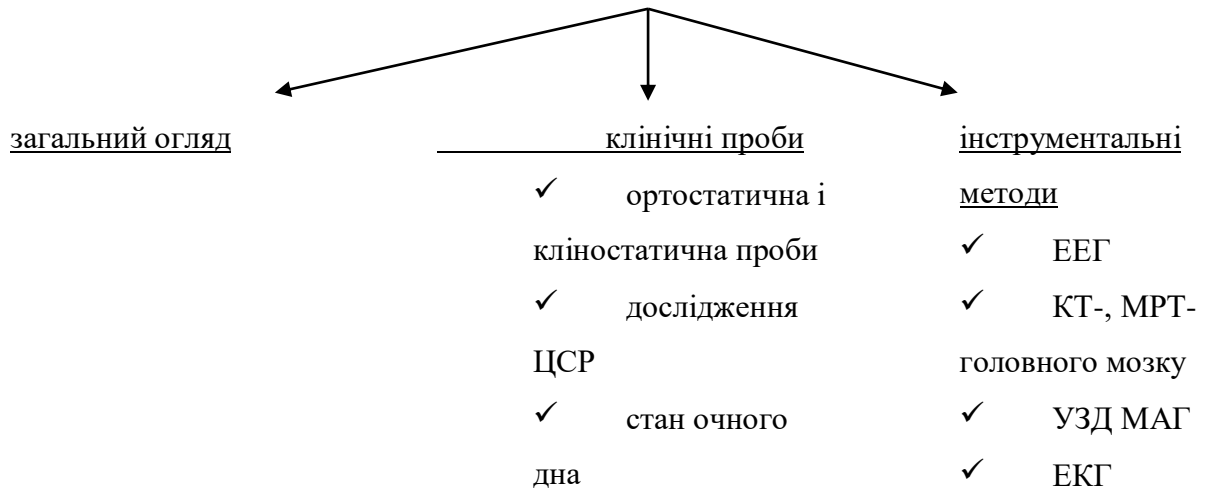 загальний огляд
клінічні проби
✓ ортостатична і
кліностатична проби
✓ дослідження
ЦСР
✓ стан очного
дна
інструментальні
методи
✓ ЕЕГ
✓ КТ-, МРТ-
головного мозку
✓ УЗД МАГ
✓ ЕКГ